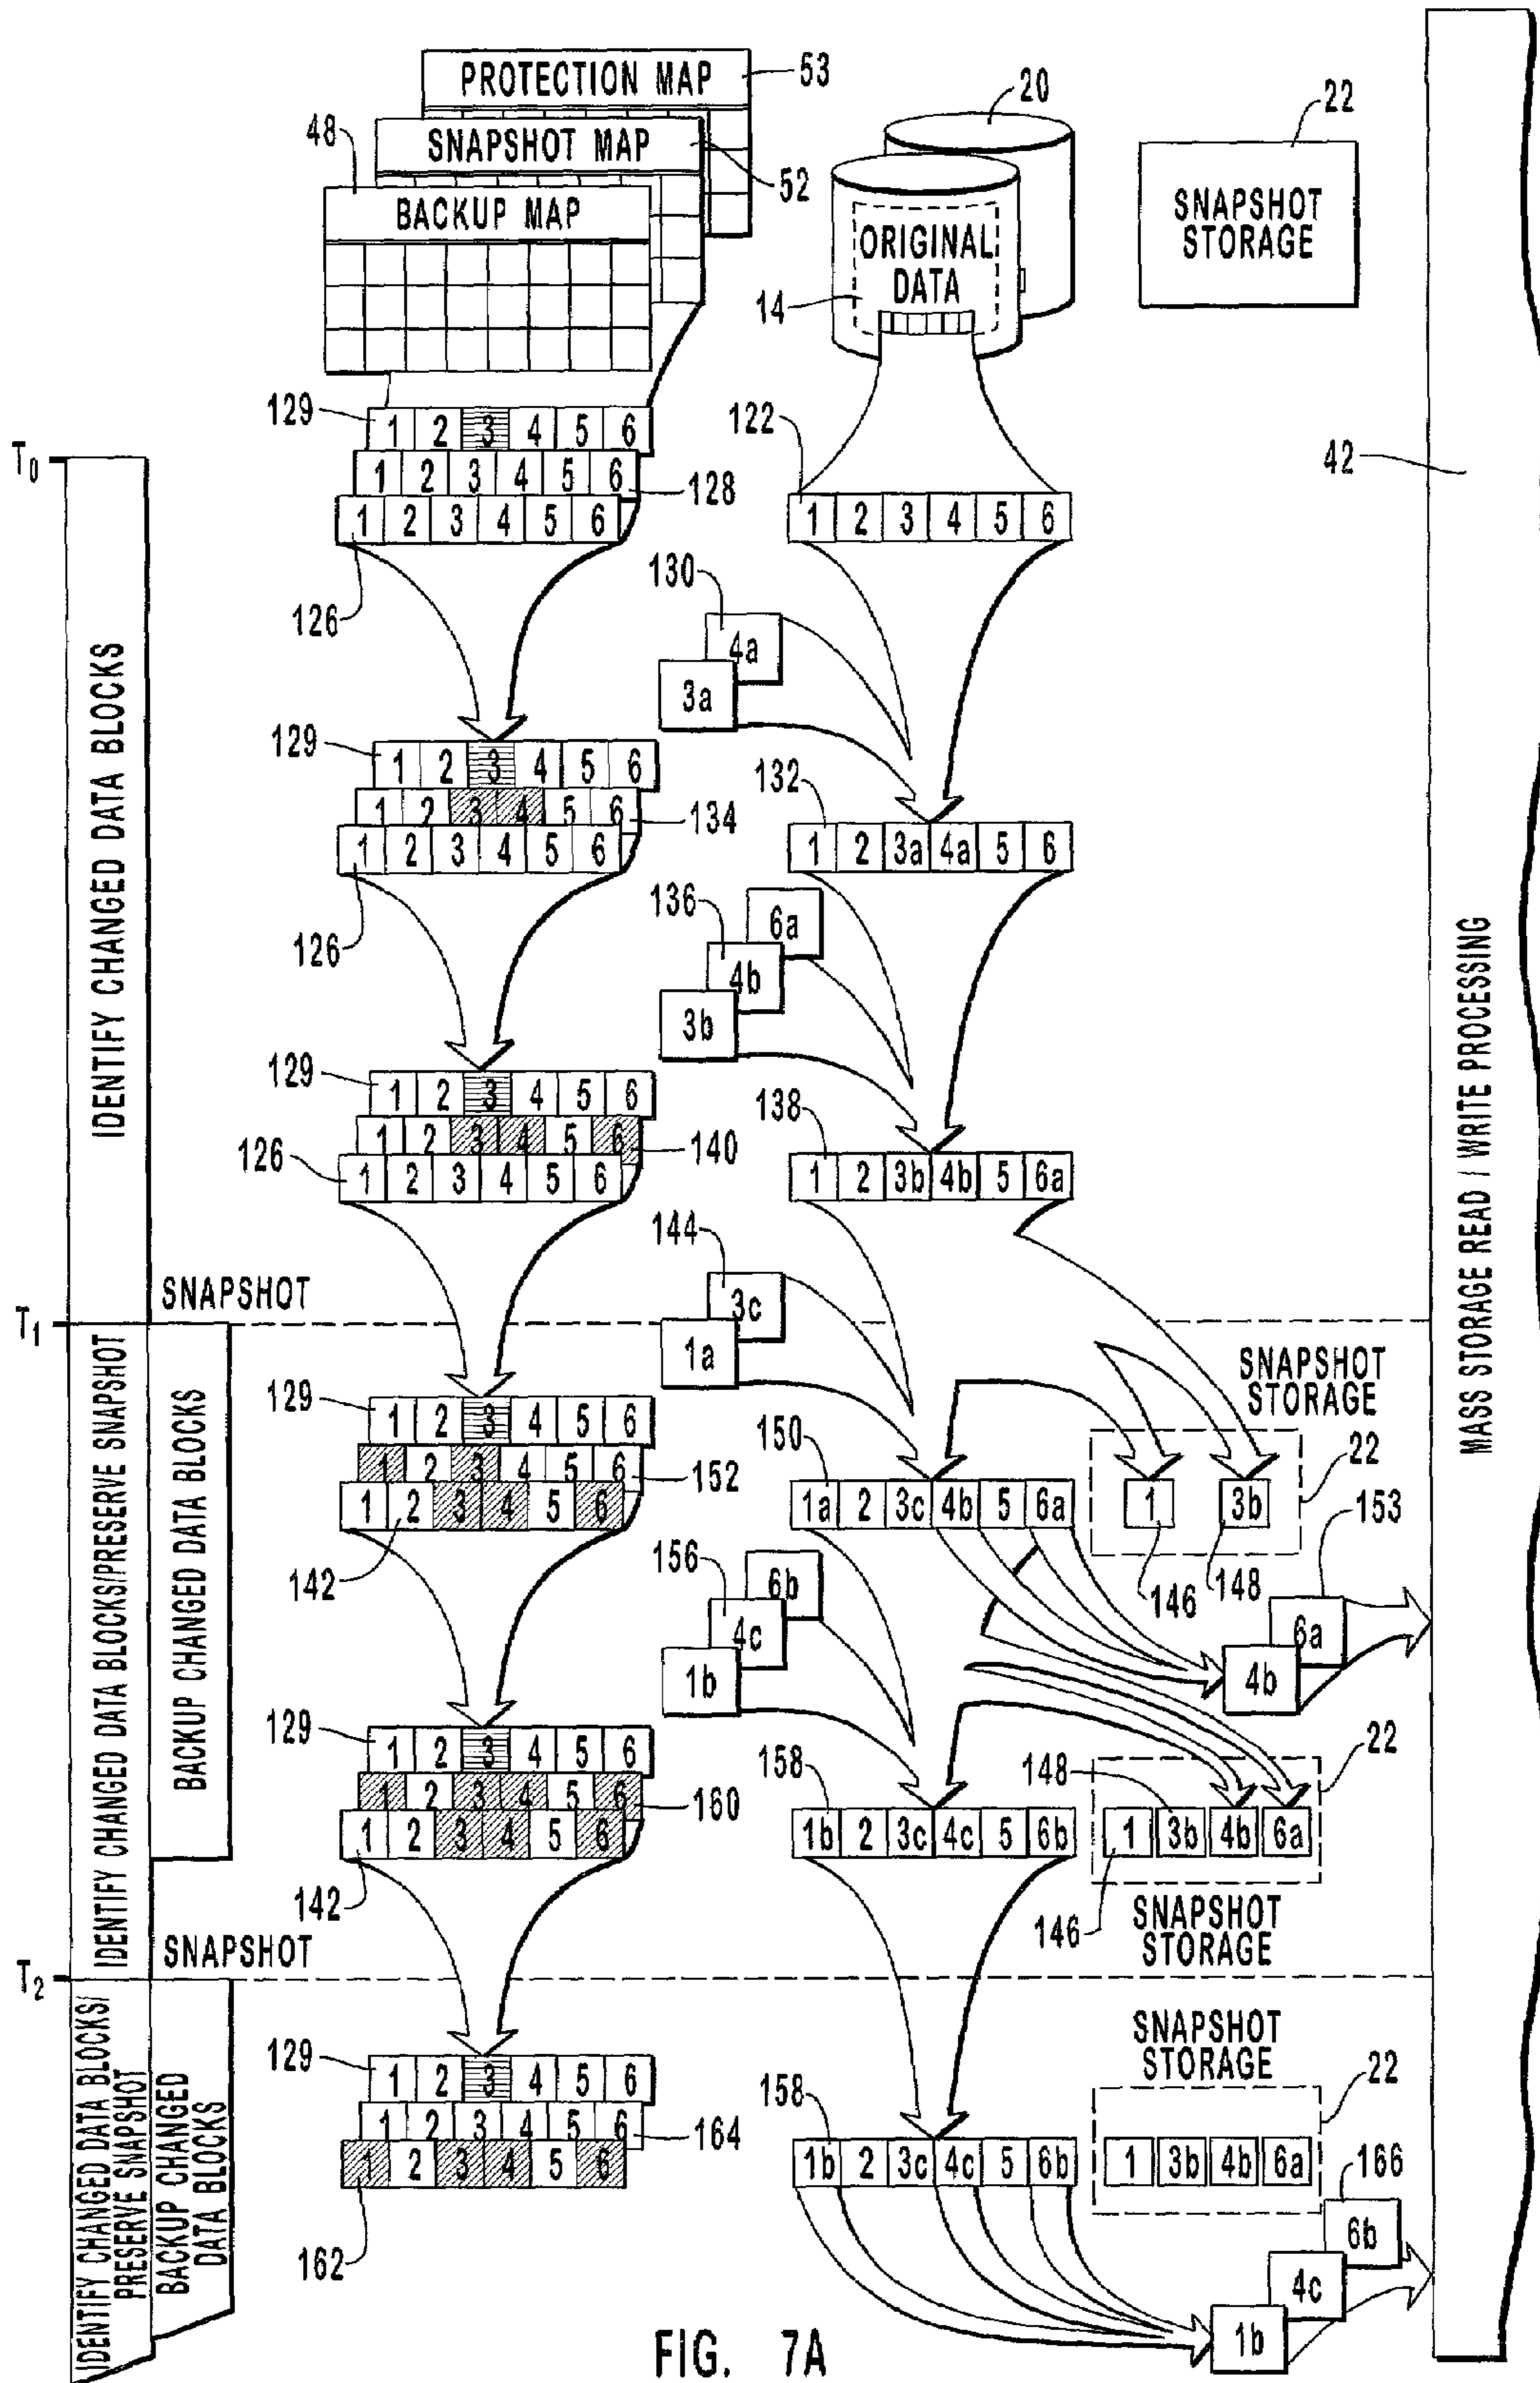 PROTECTION MAP
53
20
22
48
SNAPSHOT MAP
52
BACKUP MAP
ORIGINAL
DATA
14
SNAPSHOT
STORAGE
129
1 2 3 4 5 6
T0
1 2 3 4 5 6
128
1 2 3 4 5 6
126
122
1 2 3 4 5 6
42
130
4a
3a
IDENTIFY CHANGED DATA BLOCKS
129
1 2 3 4 5 6
1 2 3 4 5 6
134
1 2 3 4 5 6
126
132
1 2 3a 4a 5 6
136
6a
4b
3b
MASS STORAGE READ / WRITE PROCESSING
129
1 2 3 4 5 6
1 2 3 4 5 6
140
126
1 2 3 4 5 6
138
1 2 3b 4b 5 6a
144
3c
1a
SNAPSHOT
T1
IDENTIFY CHANGED DATA BLOCKS/PRESERVE SNAPSHOT
BACKUP CHANGED DATA BLOCKS
SNAPSHOT
STORAGE
129
1 2 3 4 5 6
1 2 3 4 5 6
152
1 2 3 4 5 6
142
150
1a 2 3c 4b 5 6a
1
3b
22
146
148
153
6a
4b
156
6b
4c
1b
129
1 2 3 4 5 6
1 2 3 4 5 6
160
1 2 3 4 5 6
142
158
1b 2 3c 4c 5 6b
148
22
1 3b 4b 6a
146
SNAPSHOT
STORAGE
SNAPSHOT
T2
IDENTIFY CHANGED DATA BLOCKS/
PRESERVE SNAPSHOT
BACKUP CHANGED
DATA BLOCKS
SNAPSHOT
STORAGE
129
1 2 3 4 5 6
1 2 3 4 5 6
164
1 2 3 4 5 6
162
158
1b 2 3c 4c 5 6b
22
1 3b 4b 6a
166
6b
4c
1b
FIG. 7A